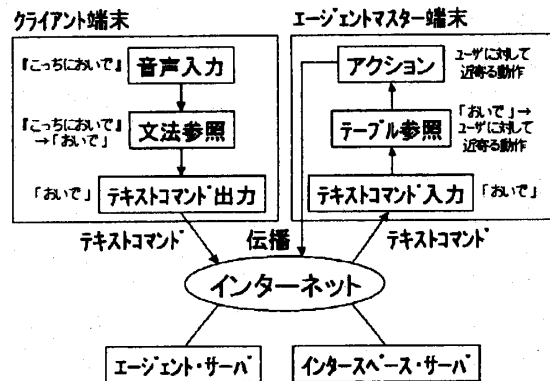 クライアント端末
エージェントマスター端末
『こっちにおいで』
音声入力
『こっちにおいで』
→「おいで」
文法参照
「おいで」
テキストコマンド出力
アクション
ユーザに対して
近寄る動作
テーブル参照
「おいで」→
ユーザに対して
近寄る動作
テキストコマンド入力
「おいで」
テキストコマンド
伝播
テキストコマンド
インターネット
エージェント・サーバ
インタースペース・サーバ